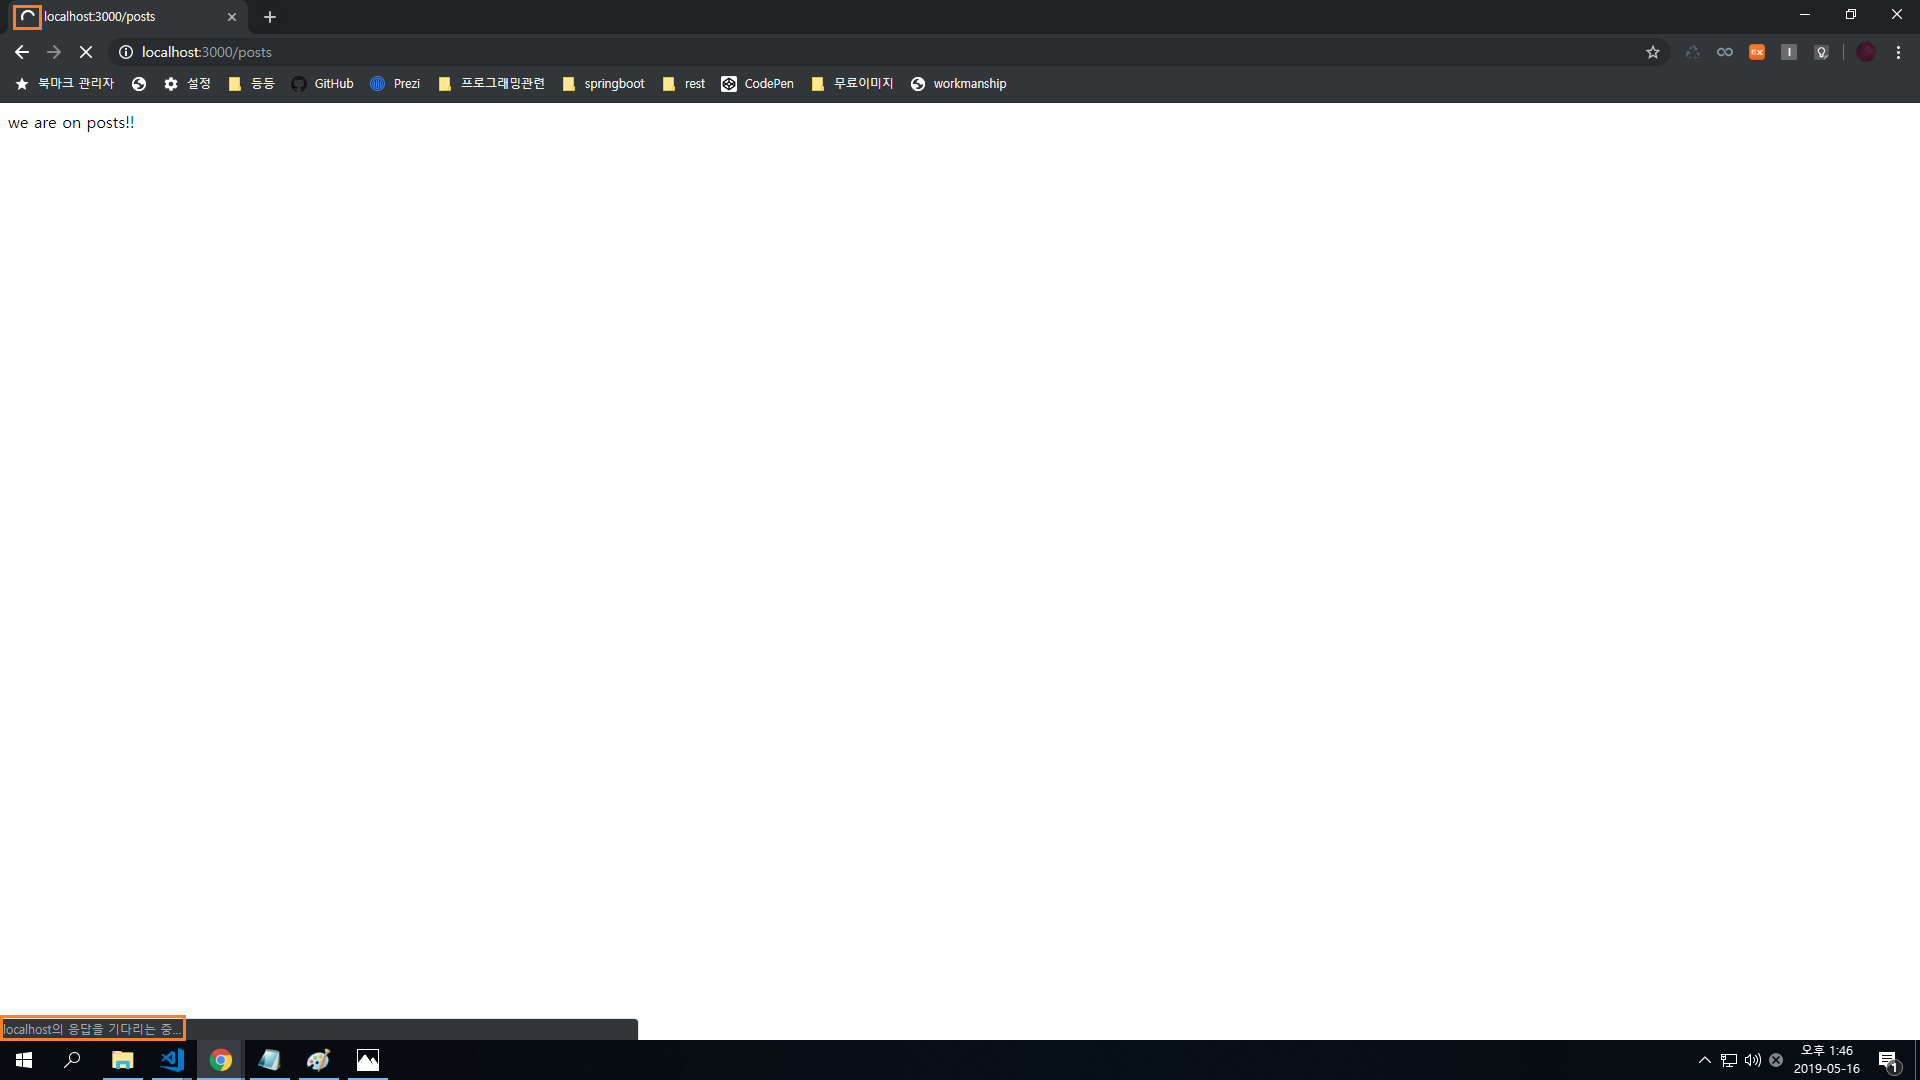 localhost:3000/posts
localhost:3000/posts
북마크 관리자 설정 등등 GitHub Prezi 프로그래밍관련 springboot rest CodePen 무료이미지 workmanship
we are on posts!!
localhost의 응답을 기다리는 중...
오후 1:46
2019-05-16
1